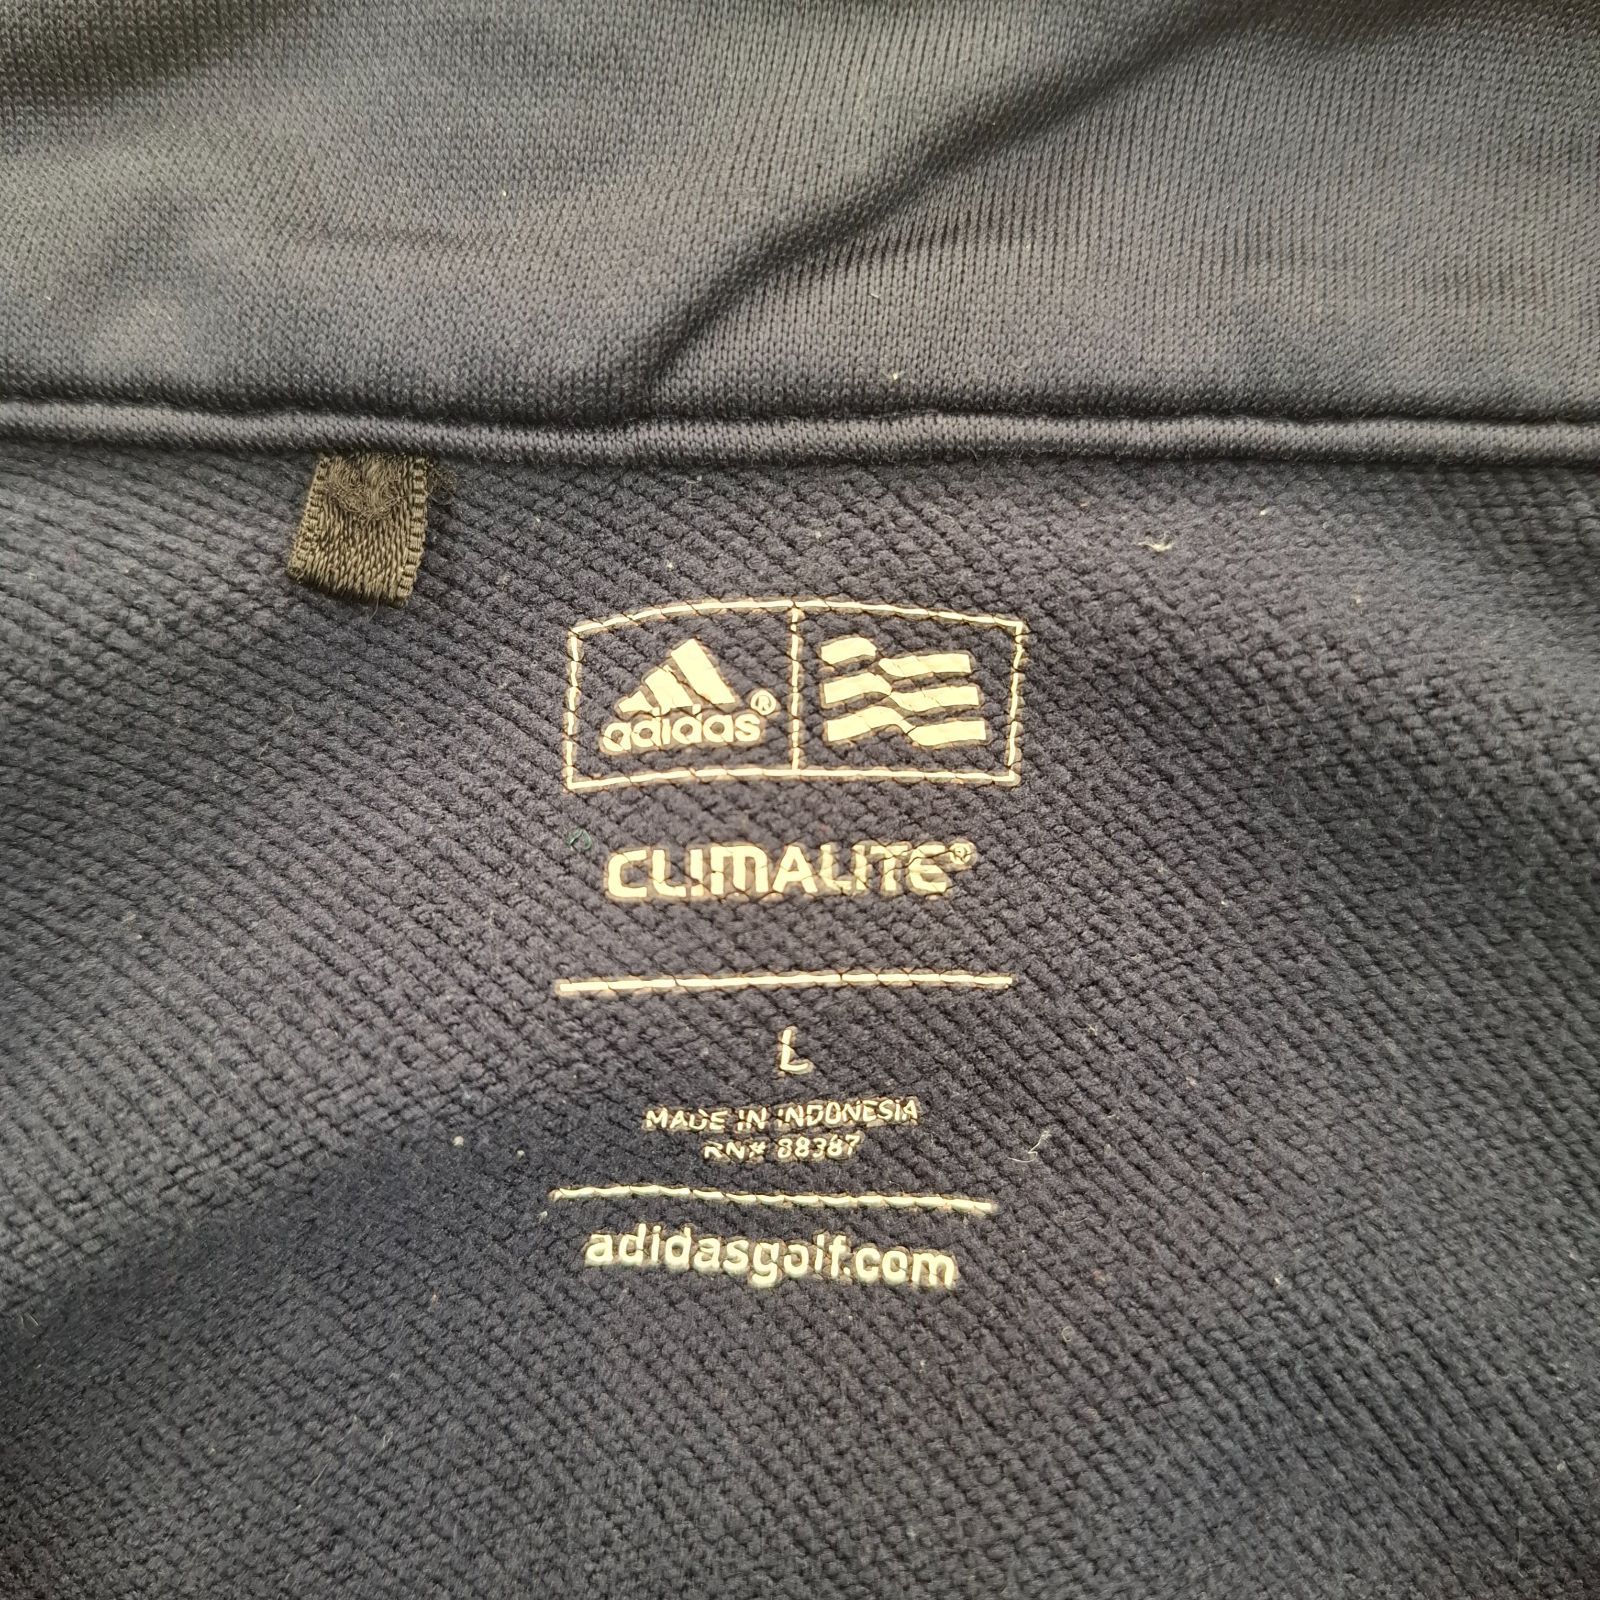 adidas®
CLIMALITE®
L
MADE IN INDONESIA
RN# 88387
adidasgolf.com